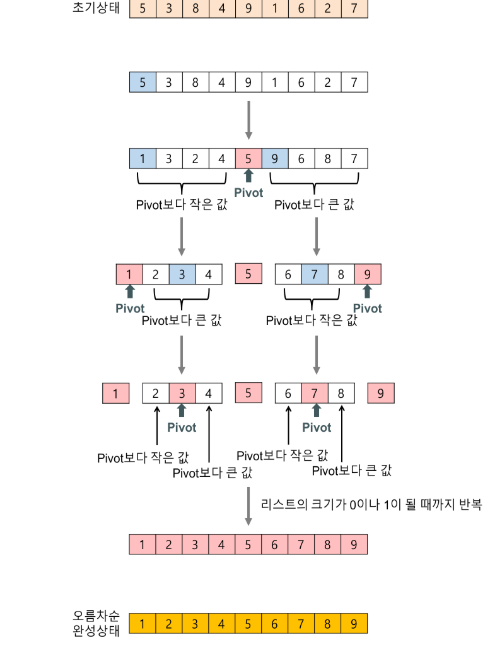 초기상태 5 3 8 4 9 1 6 2 7
5 3 8 4 9 1 6 2 7
1 3 2 4 5 9 6 8 7
Pivot
Pivot보다 작은 값 Pivot보다 큰 값
1 2 3 4 5 6 7 8 9
Pivot Pivot
Pivot보다 큰 값 Pivot보다 작은 값
1 2 3 4 5 6 7 8 9
Pivot Pivot
Pivot보다 작은 값 Pivot보다 작은 값
Pivot보다 큰 값 Pivot보다 큰 값
리스트의 크기가 0이나 1이 될 때까지 반복
1 2 3 4 5 6 7 8 9
오름차순
완성상태 1 2 3 4 5 6 7 8 9